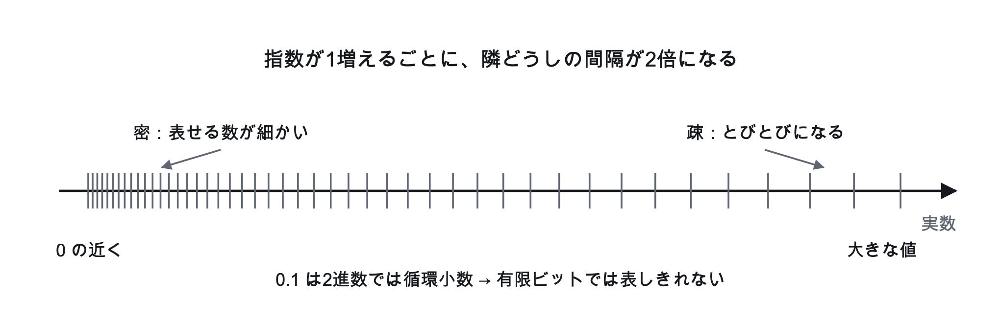 指数が1増えるごとに、隣どうしの間隔が2倍になる
密：表せる数が細かい
疎：とびとびになる
実数
0 の近く
大きな値
0.1 は2進数では循環小数 → 有限ビットでは表しきれない